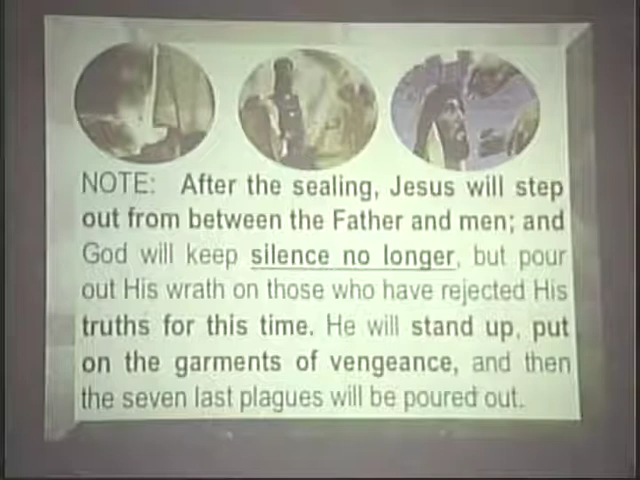 NOTE: After the sealing, Jesus will step
out from between the Father and men; and
God will keep silence no longer, but pour
out His wrath on those who have rejected His
truths for this time. He will stand up, put
on the garments of vengeance, and then
the seven last plagues will be poured out.